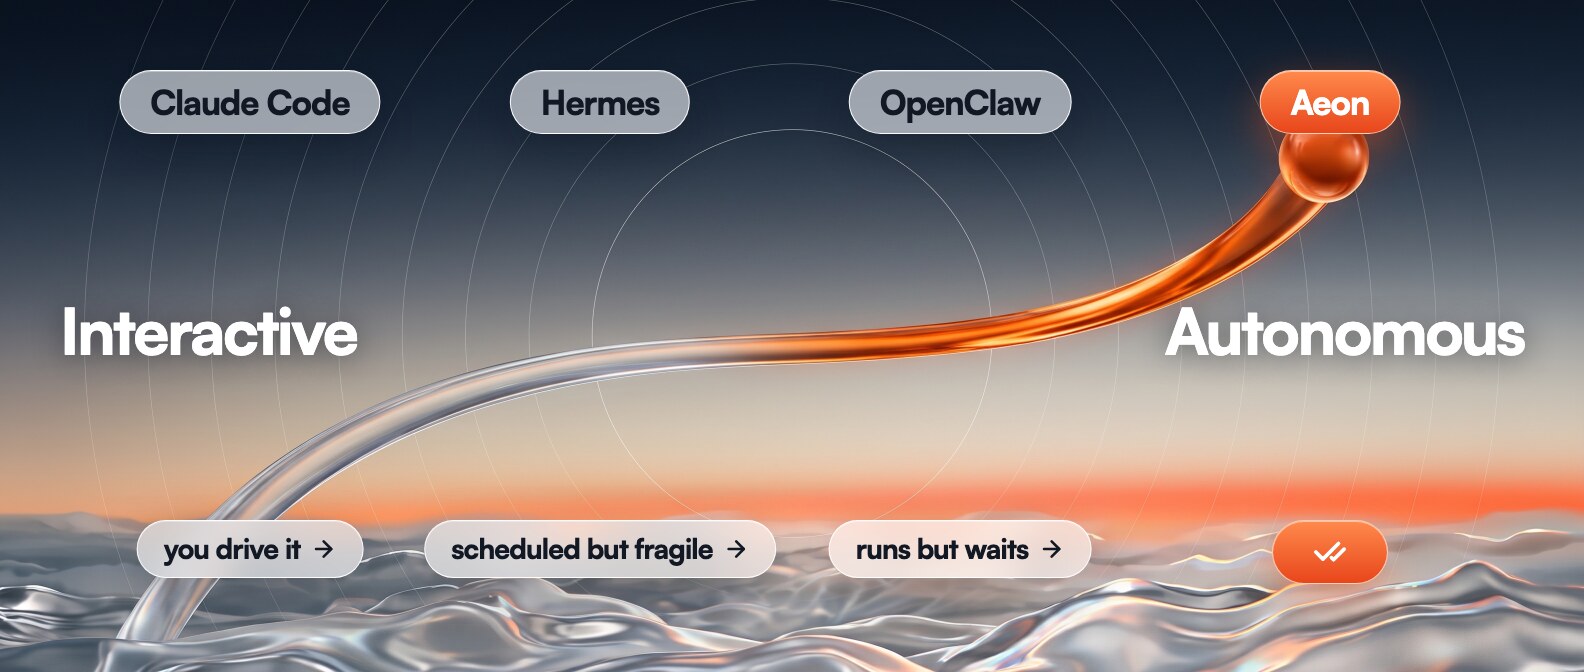 Claude Code
Hermes
OpenClaw
Aeon
Interactive
Autonomous
you drive it →
scheduled but fragile →
runs but waits →